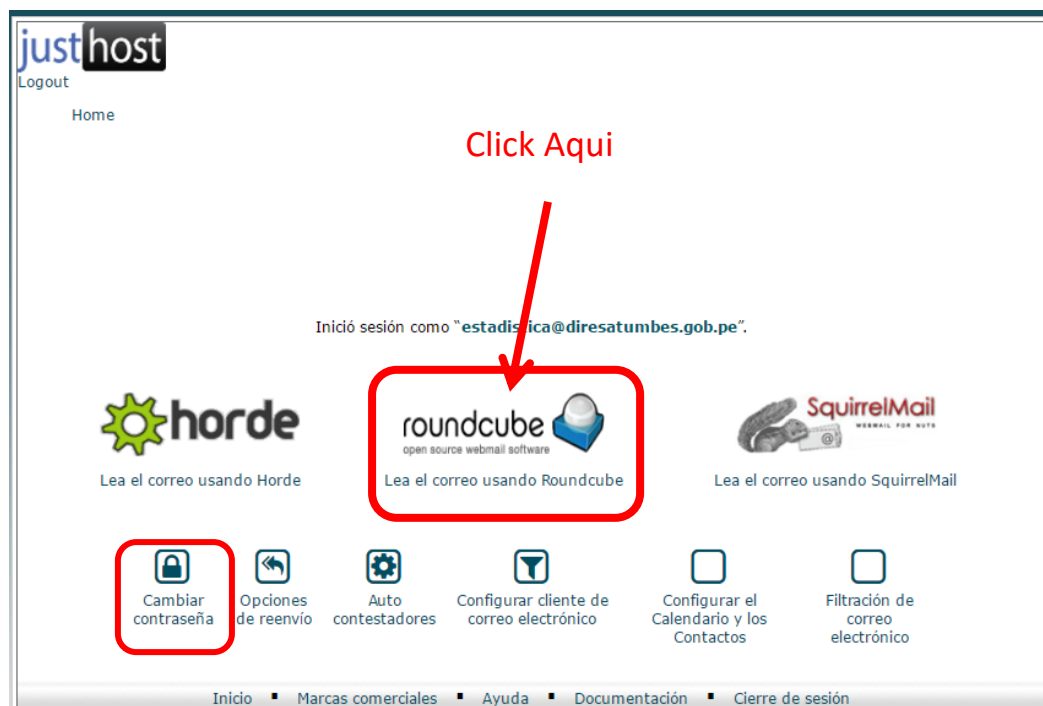 justhost
Logout
Home
Click Aqui
Inició sesión como “estadistica@diresatumbes.gob.pe”.
horde
roundcube
open source webmail software
SquirrelMail
WEBMAIL FOR NUTS
Lea el correo usando Horde
Lea el correo usando Roundcube
Lea el correo usando SquirrelMail
Cambiar
contraseña
Opciones
de reenvío
Auto
contestadores
Configurar cliente de
correo electrónico
Configurar el
Calendario y los
Contactos
Filtración de
correo
electrónico
Inicio ▪ Marcas comerciales ▪ Ayuda ▪ Documentación ▪ Cierre de sesión